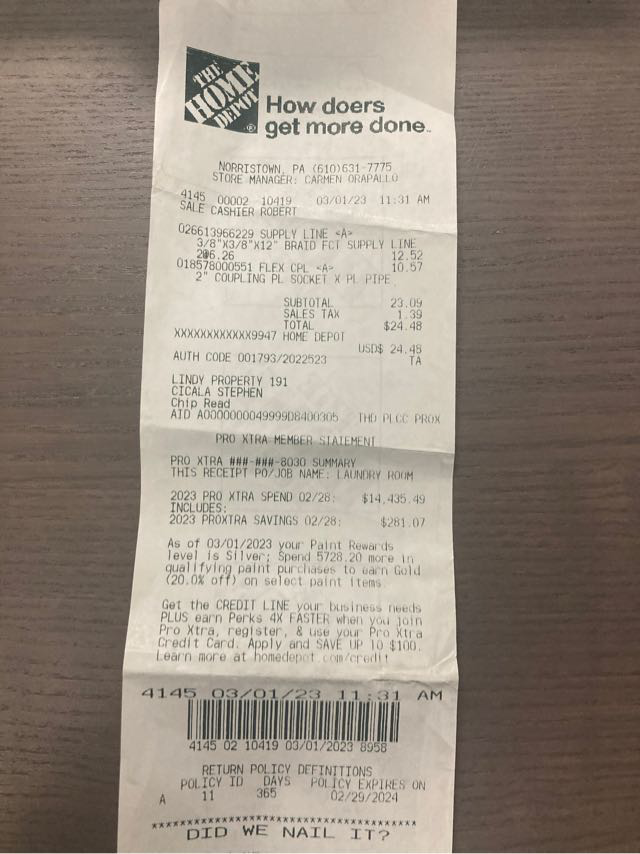 THE
HOME
DEPOT
How doers
get more done.
NORRISTOWN, PA (610)631-7775
STORE MANAGER: CARMEN ORAPALLO
4145 00002 10419 03/01/23 11:31 AM
SALE CASHIER ROBERT
026613966229 SUPPLY LINE <A>
3/8"X3/8"X12" BRAID FCT SUPPLY LINE
2@6.26 12.52
018578000551 FLEX CPL <A> 10.57
2" COUPLING PL SOCKET X PL PIPE
SUBTOTAL 23.09
SALES TAX 1.39
TOTAL $24.48
XXXXXXXXXXXX9947 HOME DEPOT
USD$ 24.48
AUTH CODE 001793/2022523 TA
LINDY PROPERTY 191
CICALA STEPHEN
Chip Read
AID A0000000049999D8400305 THD PLCC PROX
PRO XTRA MEMBER STATEMENT
PRO XTRA ###-###-8030 SUMMARY
THIS RECEIPT PO/JOB NAME: LAUNDRY ROOM
2023 PRO XTRA SPEND 02/28: $14,435.49
INCLUDES:
2023 PROXTRA SAVINGS 02/28: $281.07
As of 03/01/2023 your Paint Rewards
level is Silver; Spend 5728.20 more in
qualifying paint purchases to earn Gold
(20.0% off) on select paint items.
Get the CREDIT LINE your business needs
PLUS earn Perks 4X FASTER when you join
Pro Xtra, register, & use your Pro Xtra
Credit Card. Apply and SAVE UP TO $100.
Learn more at homedepot.com/credit
4145 03/01/23 11:31 AM
4145 02 10419 03/01/2023 8958
RETURN POLICY DEFINITIONS
POLICY ID DAYS POLICY EXPIRES ON
A 11 365 02/29/2024
****************************************
DID WE NAIL IT?